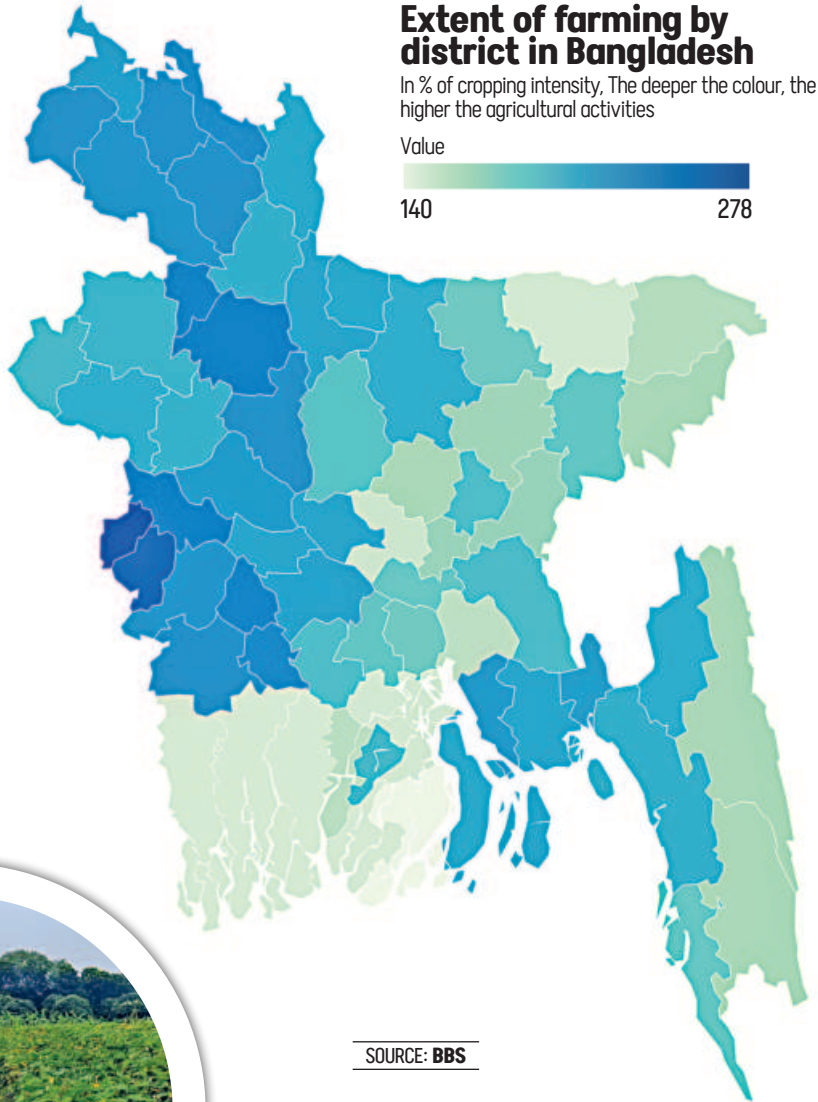 Extent of farming by
district in Bangladesh
In % of cropping intensity, The deeper the colour, the
higher the agricultural activities
Value
140 278
SOURCE: BBS